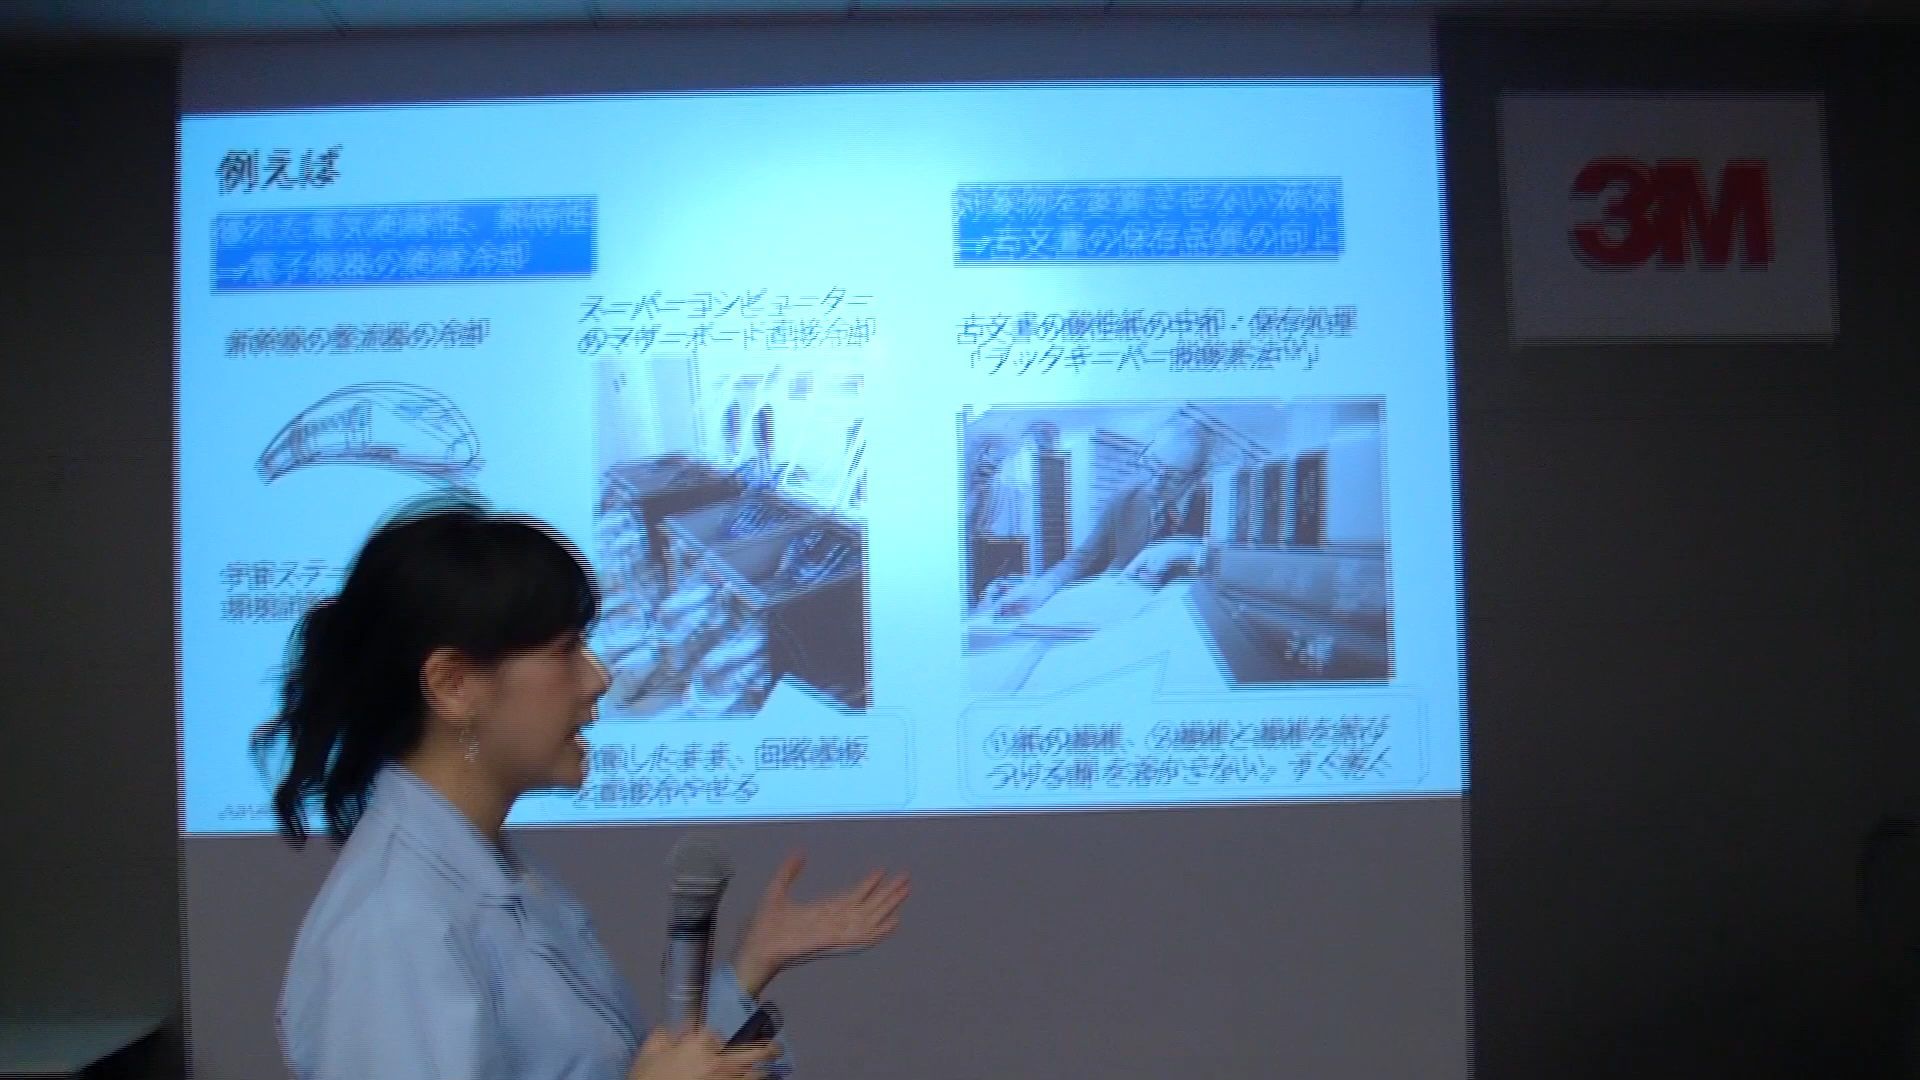 例えば
優れた電気絶縁性、熱特性
⇒電子機器の絶縁冷却
新幹線の整流器の冷却
スーパーコンピューター
のマザーボード直接冷却
宇宙ステー
環境試験
電したまま、回路基板
を直接冷やせる
対象物を変質させない液体
⇒古文書の保存品質の向上
古文書の酸性紙の中和・保存処理
「ブックキーパー脱酸素法™」
①紙の繊維、②繊維と繊維を結び
つける糊を溶かさない。すぐ乾く
3M